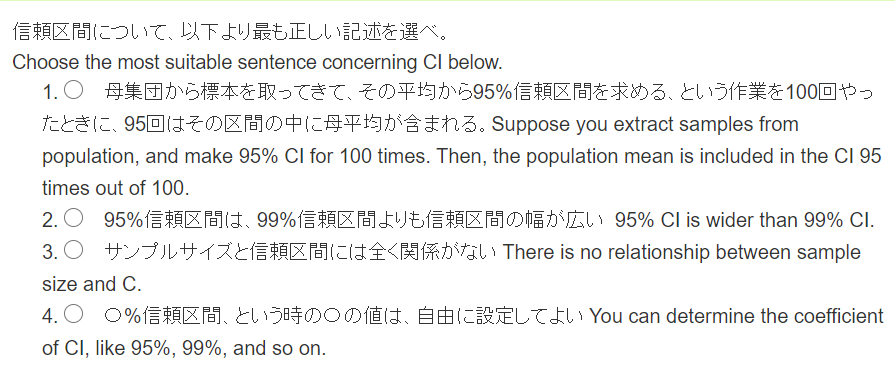 信頼区間について、以下より最も正しい記述を選べ。
Choose the most suitable sentence concerning CI below.
1. 母集団から標本を取ってきて、その平均から95%信頼区間を求める、という作業を100回やっ
たときに、95回はその区間の中に母平均が含まれる。Suppose you extract samples from
population, and make 95% CI for 100 times. Then, the population mean is included in the CI 95
times out of 100.
2. 95%信頼区間は、99%信頼区間よりも信頼区間の幅が広い 95% CI is wider than 99% CI.
3. サンプルサイズと信頼区間には全く関係がない There is no relationship between sample
size and C.
4. 〇%信頼区間、という時の〇の値は、自由に設定してよい You can determine the coefficient
of CI, like 95%, 99%, and so on.